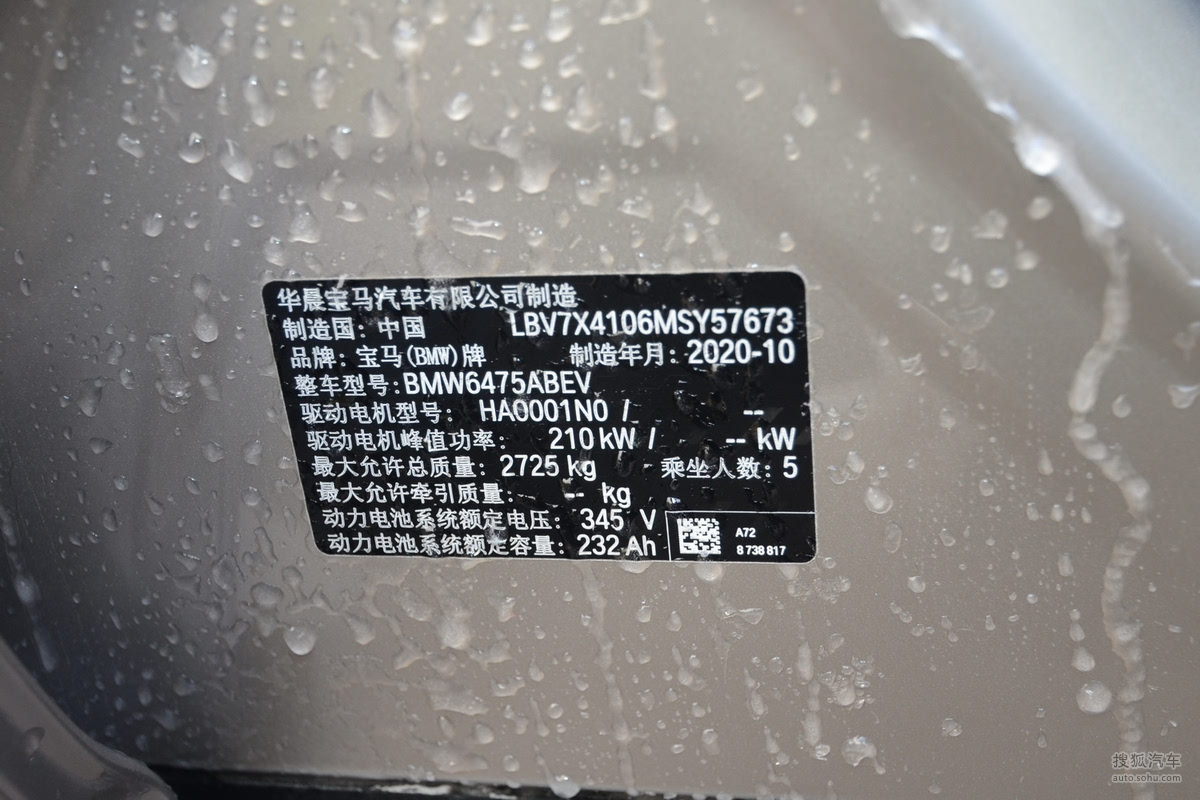 华晨宝马汽车有限公司制造
制造国：中国 LBV7X4106MSY57673
品牌：宝马(BMW)牌 制造年月：2020-10
整车型号：BMW6475ABEV
驱动电机型号： HA0001N0 / --
驱动电机峰值功率： 210 kW / -- kW
最大允许总质量： 2725 kg 乘坐人数：5
最大允许牵引质量： -- kg
动力电池系统额定电压： 345 V
动力电池系统额定容量： 232 Ah
A72
8 738 817
搜狐汽车
auto.sohu.com